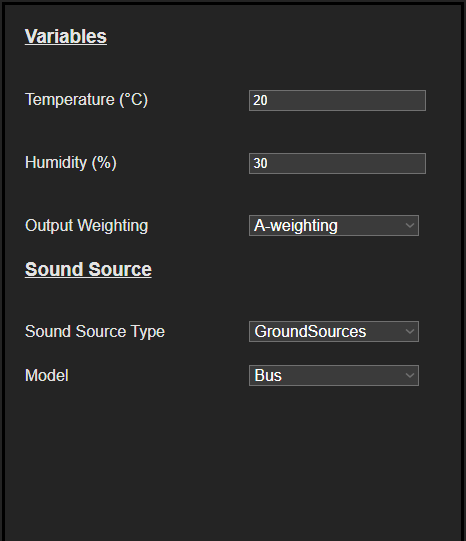 Variables
Temperature (°C) 20
Humidity (%) 30
Output Weighting A-weighting
Sound Source
Sound Source Type GroundSources
Model Bus